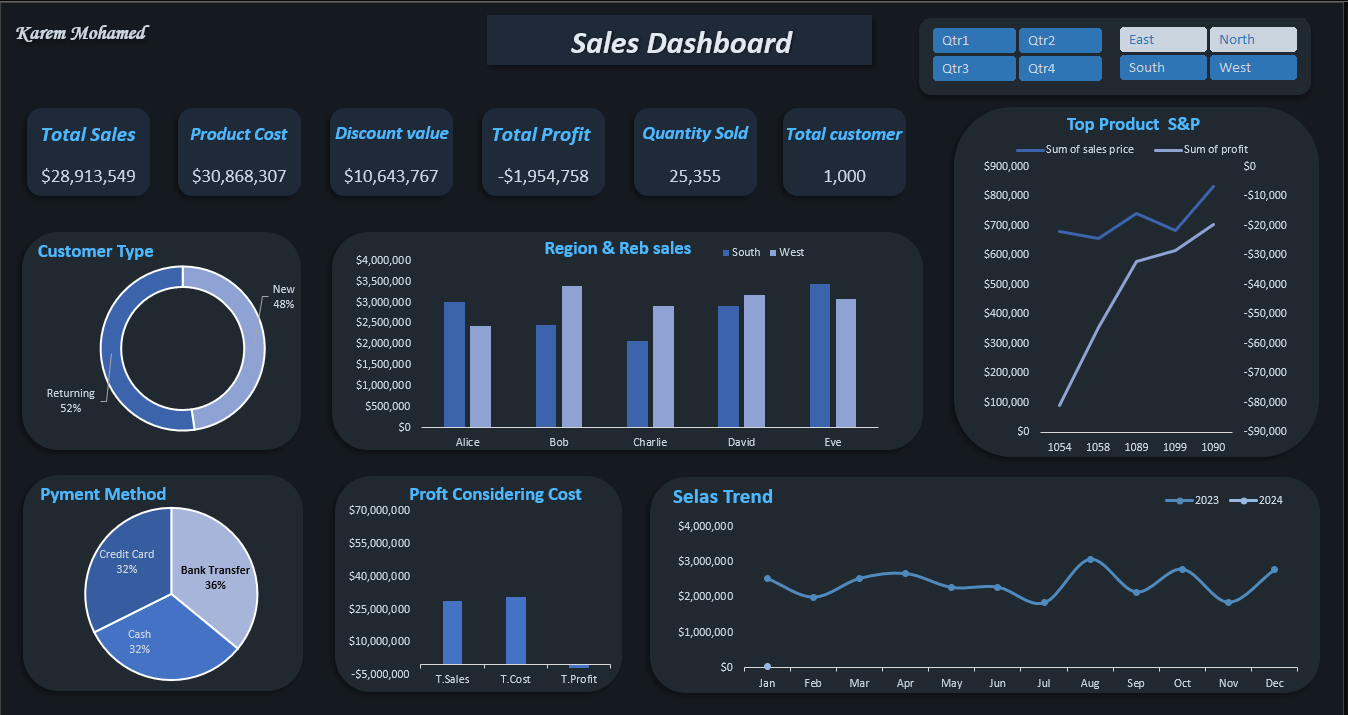 Karem Mohamed
Sales Dashboard
Qtr1 Qtr2
Qtr3 Qtr4
East North
South West
Total Sales
$28,913,549
Product Cost
$30,868,307
Discount value
$10,643,767
Total Profit
-$1,954,758
Quantity Sold
25,355
Total customer
1,000
Top Product S&P
Sum of sales price Sum of profit
$900,000 $0
$800,000 -$10,000
$700,000 -$20,000
$600,000 -$30,000
$500,000 -$40,000
$400,000 -$50,000
$300,000 -$60,000
$200,000 -$70,000
$100,000 -$80,000
$0 -$90,000
1054 1058 1089 1099 1090
Customer Type
New
48%
Returning
52%
Region & Reb sales
South West
$4,000,000
$3,500,000
$3,000,000
$2,500,000
$2,000,000
$1,500,000
$1,000,000
$500,000
$0
Alice Bob Charlie David Eve
Pyment Method
Credit Card
32%
Bank Transfer
36%
Cash
32%
Proft Considering Cost
$70,000,000
$55,000,000
$40,000,000
$25,000,000
$10,000,000
-$5,000,000
T.Sales T.Cost T.Profit
Selas Trend
2023 2024
$4,000,000
$3,000,000
$2,000,000
$1,000,000
$0
Jan Feb Mar Apr May Jun Jul Aug Sep Oct Nov Dec